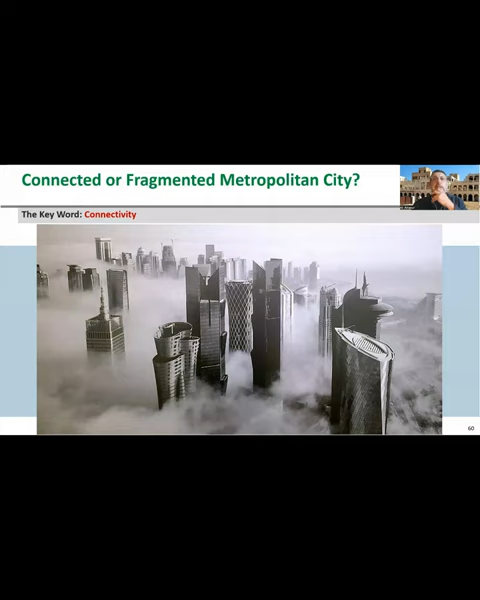 Connected or Fragmented Metropolitan City?
The Key Word: Connectivity
60